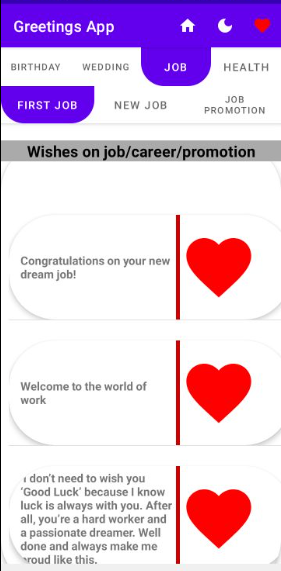 Greetings App
BIRTHDAY WEDDING JOB HEALTH
FIRST JOB NEW JOB JOB PROMOTION
Wishes on job/career/promotion
Congratulations on your new
dream job!
Welcome to the world of
work
I don't need to wish you
‘Good Luck’ because I know
luck is always with you. After
all, you're a hard worker and
a passionate dreamer. Well
done and always make me
proud like this.